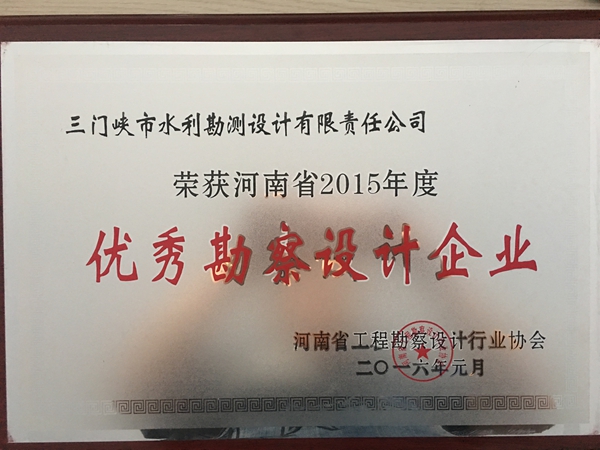 三门峡市水利勘测设计有限责任公司
荣获河南省2015年度
优秀勘察设计企业
河南省工程勘察设计行业协会
二〇一六年元月